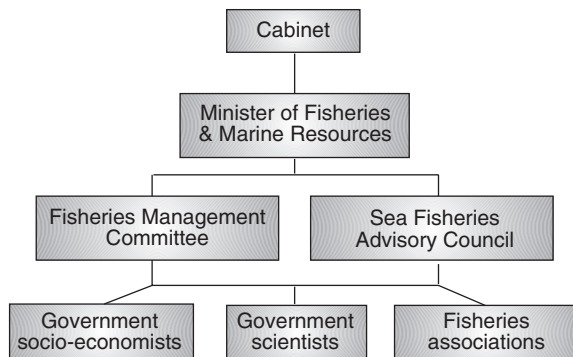 Cabinet
Minister of Fisheries
& Marine Resources
Fisheries Management
Committee
Sea Fisheries
Advisory Council
Government
socio-economists
Government
scientists
Fisheries
associations